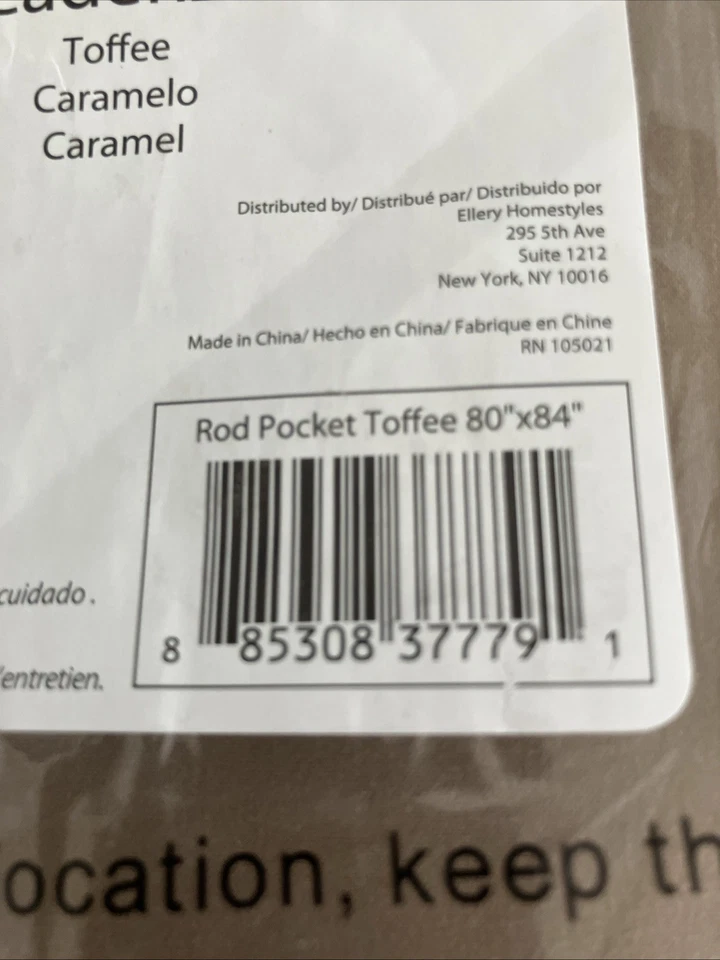 Toffee
Caramelo
Caramel
Distributed by/ Distribué par/ Distribuido por
Ellery Homestyles
295 5th Ave
Suite 1212
New York, NY 10016
Made in China/ Hecho en China/ Fabrique en Chine
RN 105021
Rod Pocket Toffee 80"x84"
8 85308 37779 1
cuidado.
entretien.
location, keep th